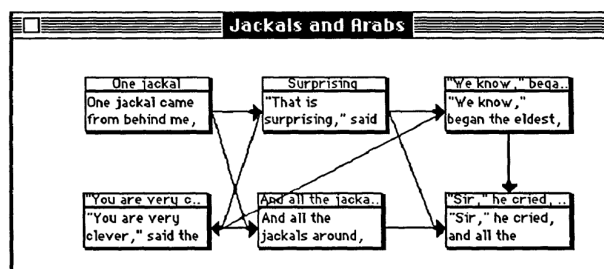 Jackals and Arabs
One jackal
One jackal came
from behind me,
Surprising
"That is
surprising," said
"We know," bega..
"We know,"
began the eldest,
"You are very c..
"You are very
clever," said the
And all the jacka..
And all the
jackals around,
"Sir," he cried, ..
"Sir," he cried,
and all the